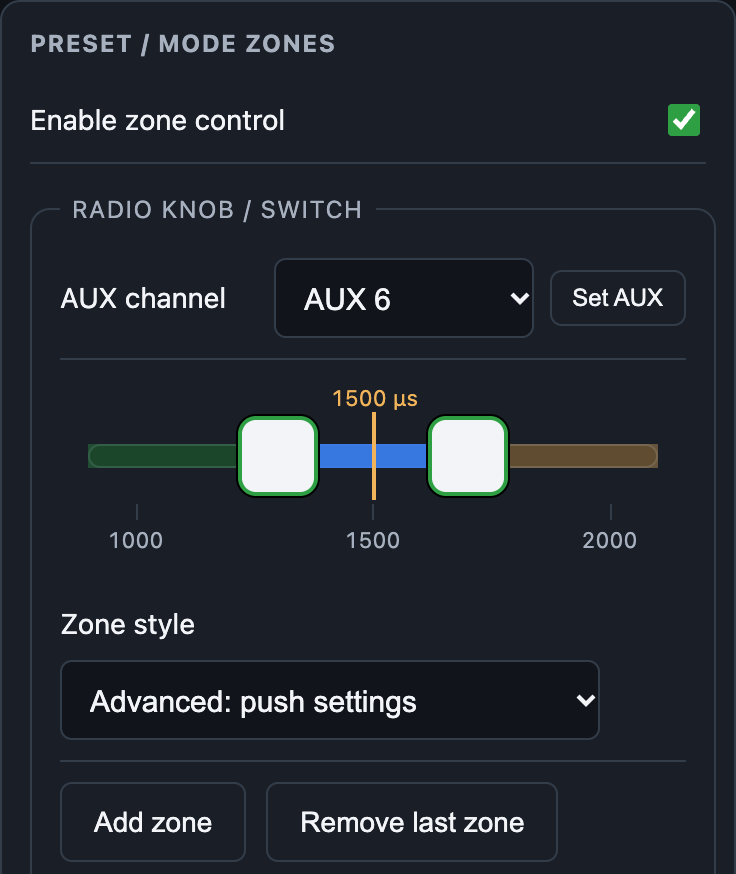 PRESET / MODE ZONES
Enable zone control
RADIO KNOB / SWITCH
AUX channel AUX 6 Set AUX
1500 µs
1000 1500 2000
Zone style
Advanced: push settings
Add zone Remove last zone